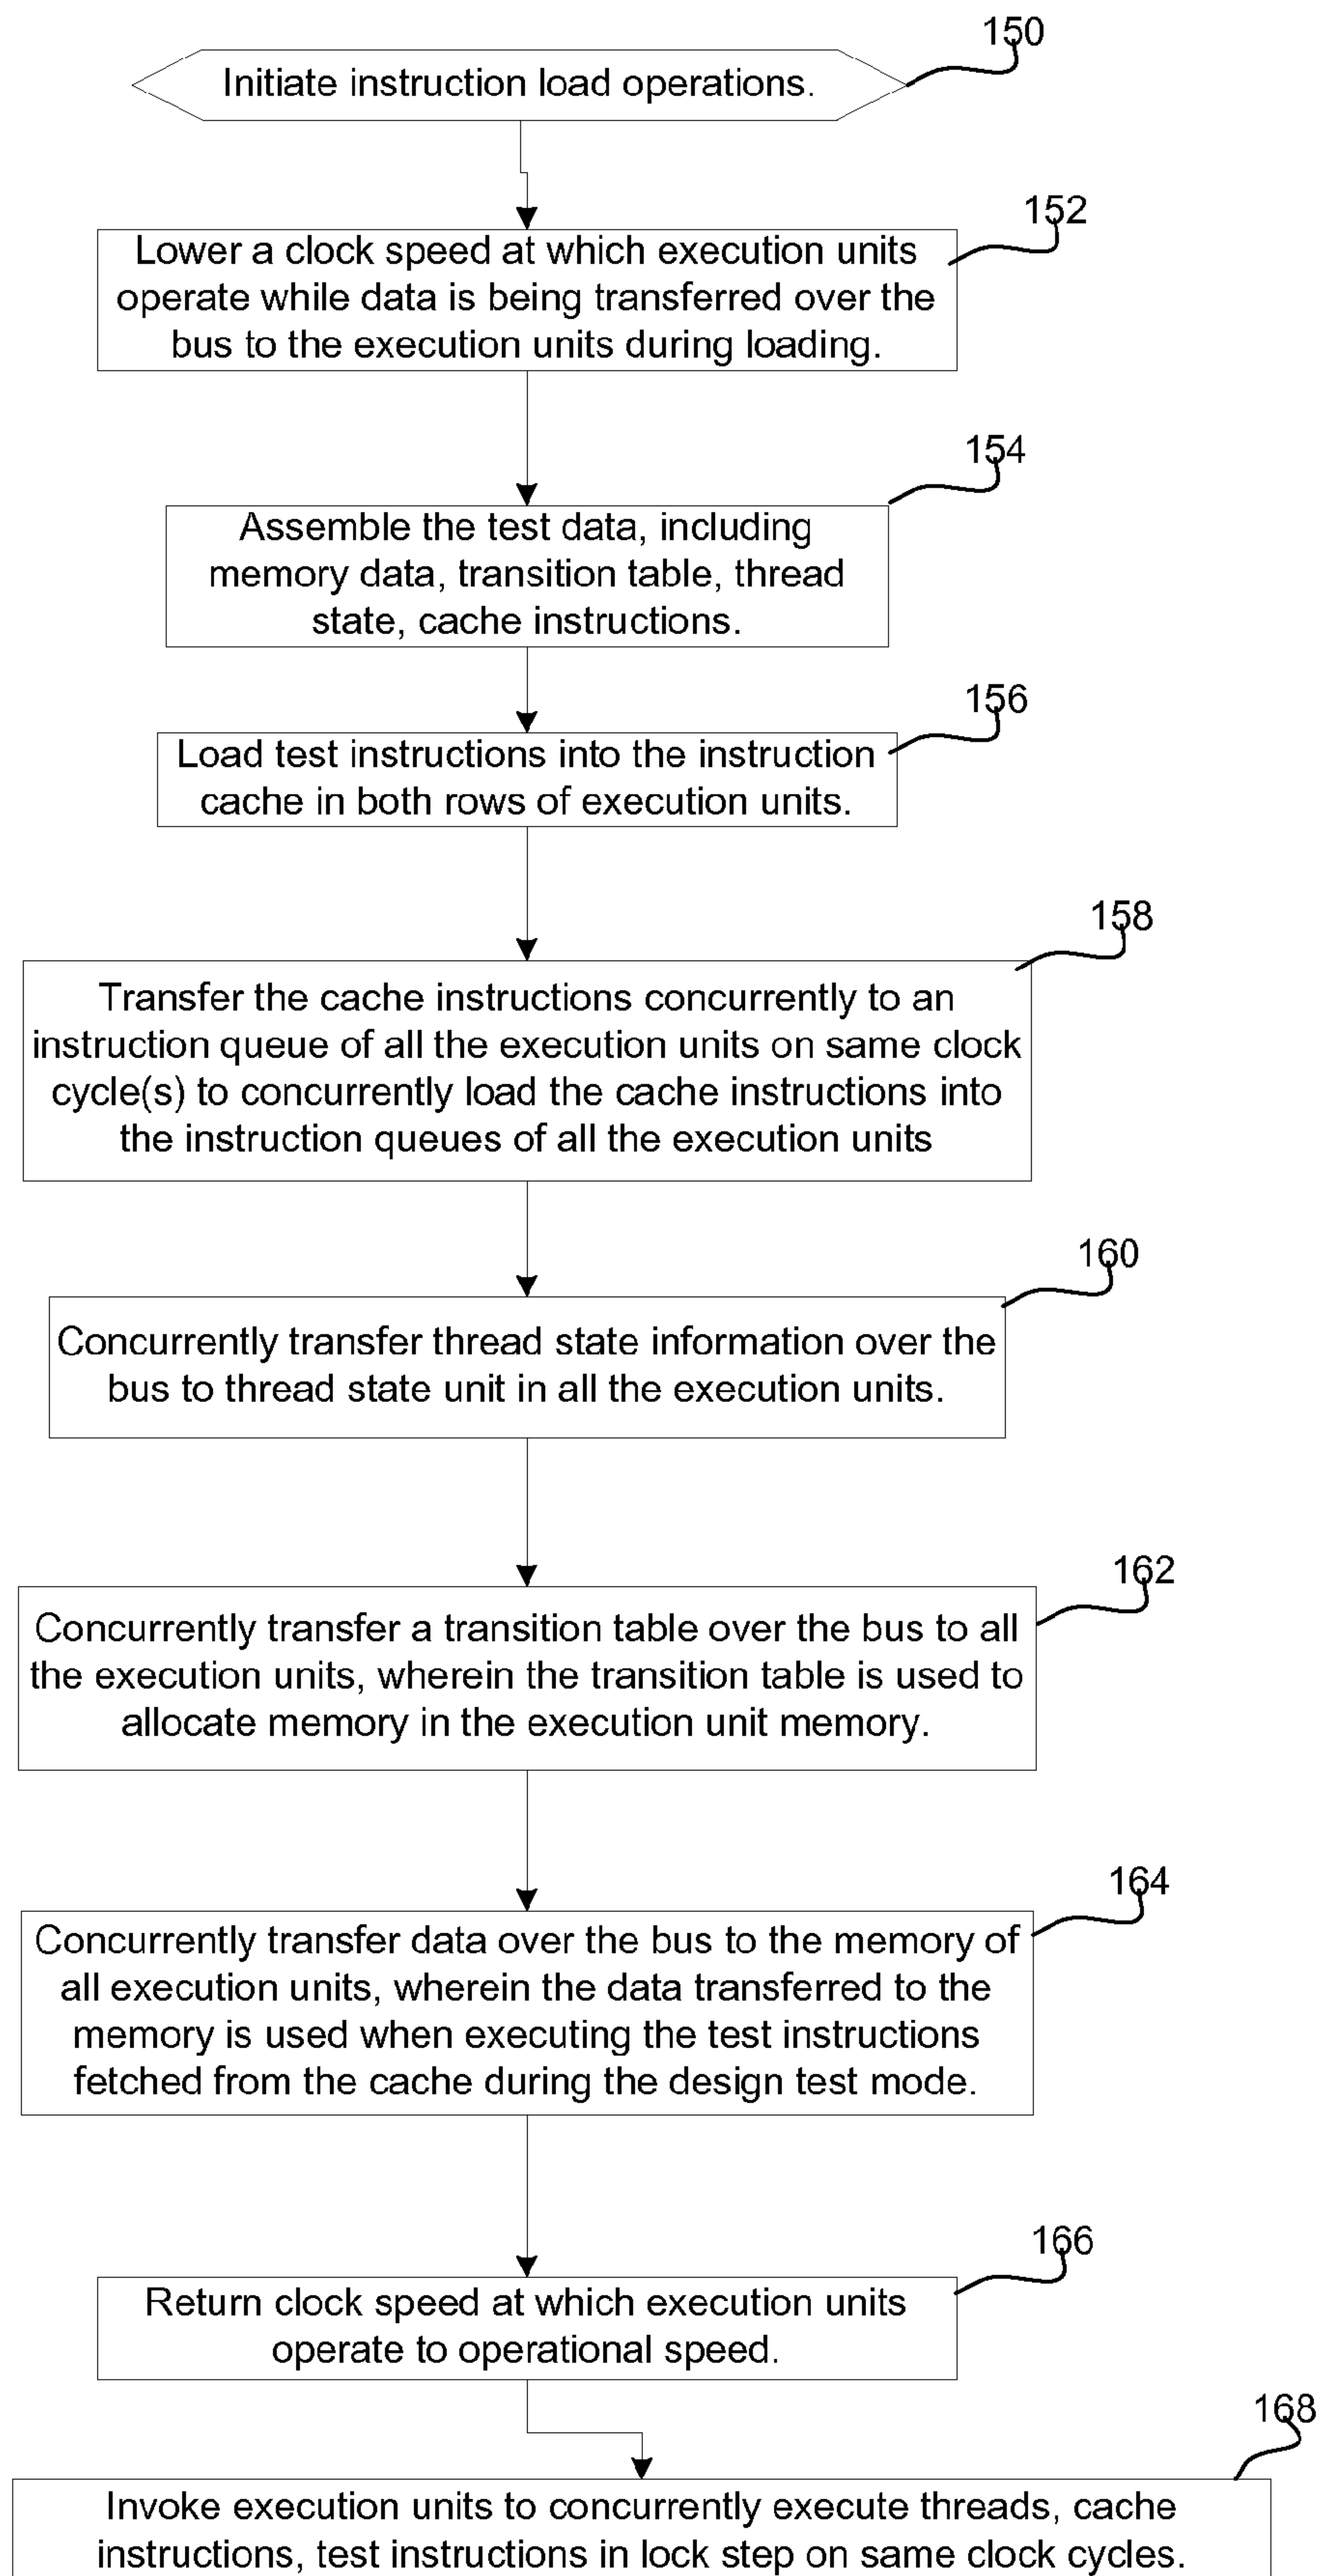 150
Initiate instruction load operations.
152
Lower a clock speed at which execution units
operate while data is being transferred over the
bus to the execution units during loading.
154
Assemble the test data, including
memory data, transition table, thread
state, cache instructions.
156
Load test instructions into the instruction
cache in both rows of execution units.
158
Transfer the cache instructions concurrently to an
instruction queue of all the execution units on same clock
cycle(s) to concurrently load the cache instructions into
the instruction queues of all the execution units
160
Concurrently transfer thread state information over the
bus to thread state unit in all the execution units.
162
Concurrently transfer a transition table over the bus to all
the execution units, wherein the transition table is used to
allocate memory in the execution unit memory.
164
Concurrently transfer data over the bus to the memory of
all execution units, wherein the data transferred to the
memory is used when executing the test instructions
fetched from the cache during the design test mode.
166
Return clock speed at which execution units
operate to operational speed.
168
Invoke execution units to concurrently execute threads, cache
instructions, test instructions in lock step on same clock cycles.